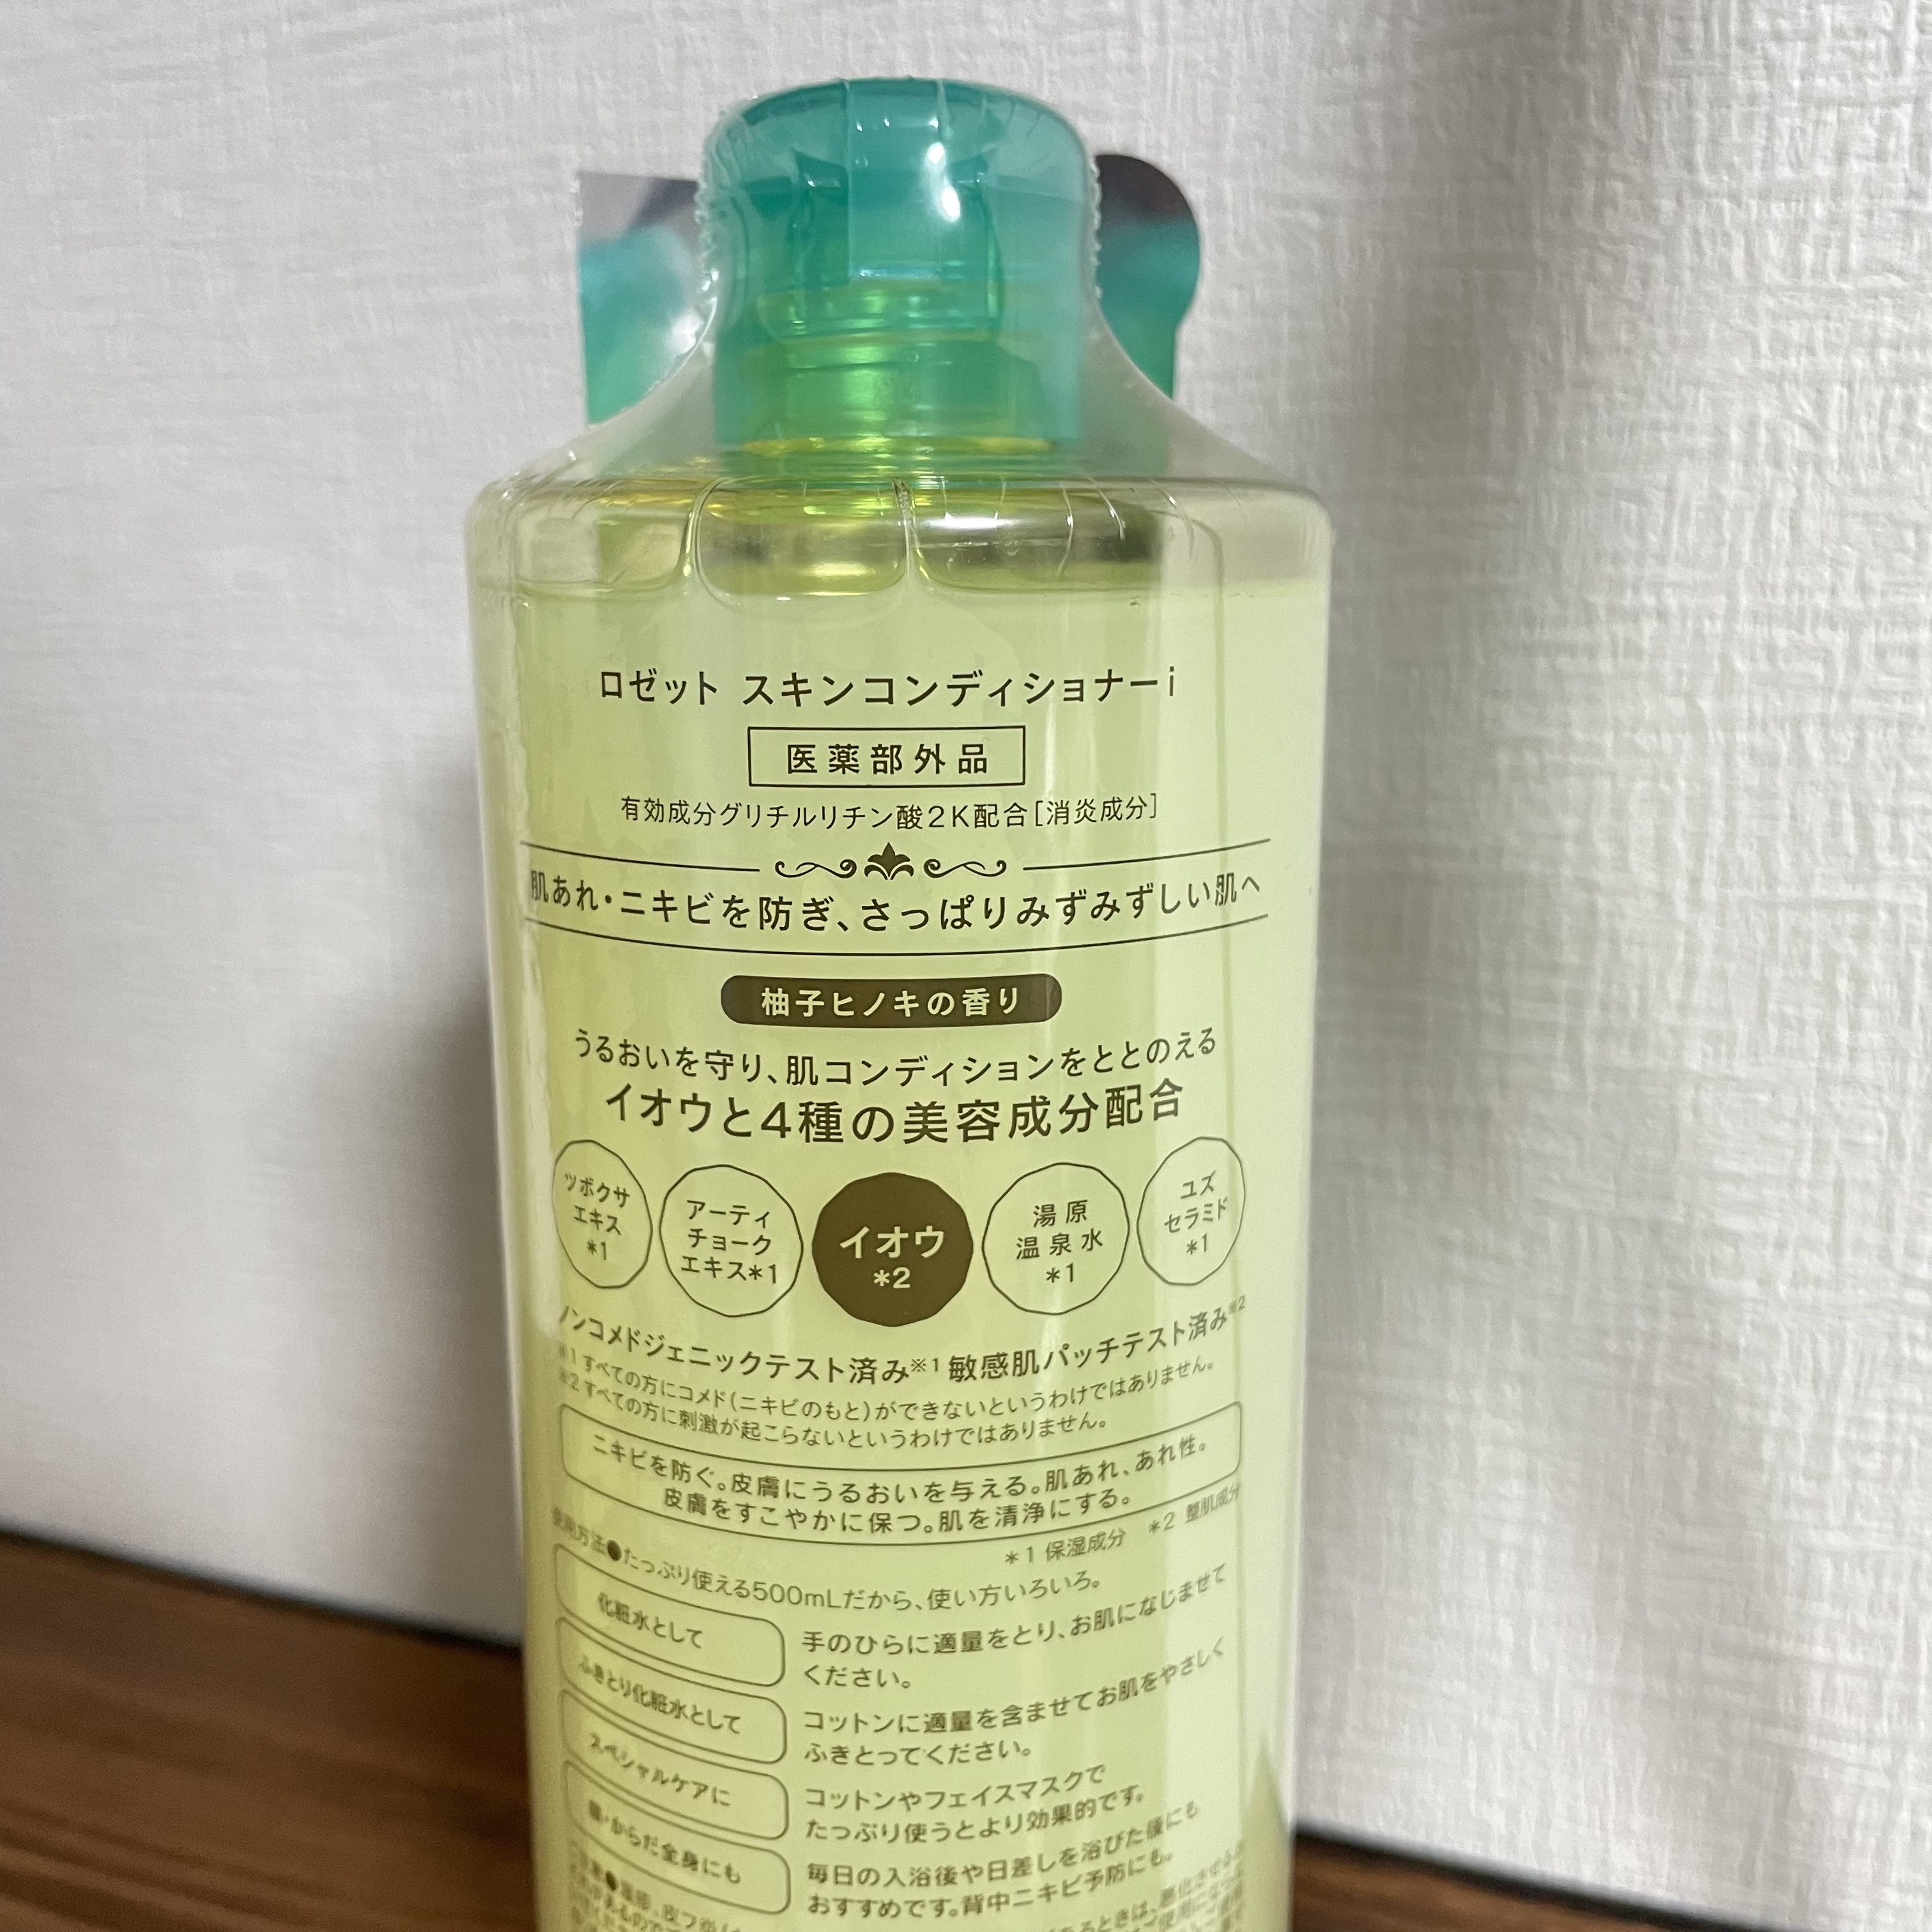 ロゼット スキンコンディショナーi
医薬部外品
有効成分グリチルリチン酸2K配合[消炎成分]
肌あれ・ニキビを防ぎ、さっぱりみずみずしい肌へ
柚子ヒノキの香り
うるおいを守り、肌コンディションをととのえる
イオウと4種の美容成分配合
ツボクサ
エキス
*1
アーティ
チョーク
エキス*1
イオウ
*2
湯原
温泉水
*1
ユズ
セラミド
*1
ノンコメドジェニックテスト済み※1 敏感肌パッチテスト済み※2
※1 すべての方にコメド(ニキビのもと)ができないというわけではありません。
※2 すべての方に刺激が起こらないというわけではありません。
ニキビを防ぐ。皮膚にうるおいを与える。肌あれ、あれ性。
皮膚をすこやかに保つ。肌を清浄にする。
*1 保湿成分 *2 整肌成分
使用方法●たっぷり使える500mLだから、使い方いろいろ。
化粧水として
手のひらに適量をとり、お肌になじませて
ください。
ふきとり化粧水として
コットンに適量を含ませてお肌をやさしく
ふきとってください。
スペシャルケアに
コットンやフェイスマスクで
たっぷり使うとより効果的です。
顔・からだ全身にも
毎日の入浴後や日差しを浴びた後にも
おすすめです。背中ニキビ予防にも。